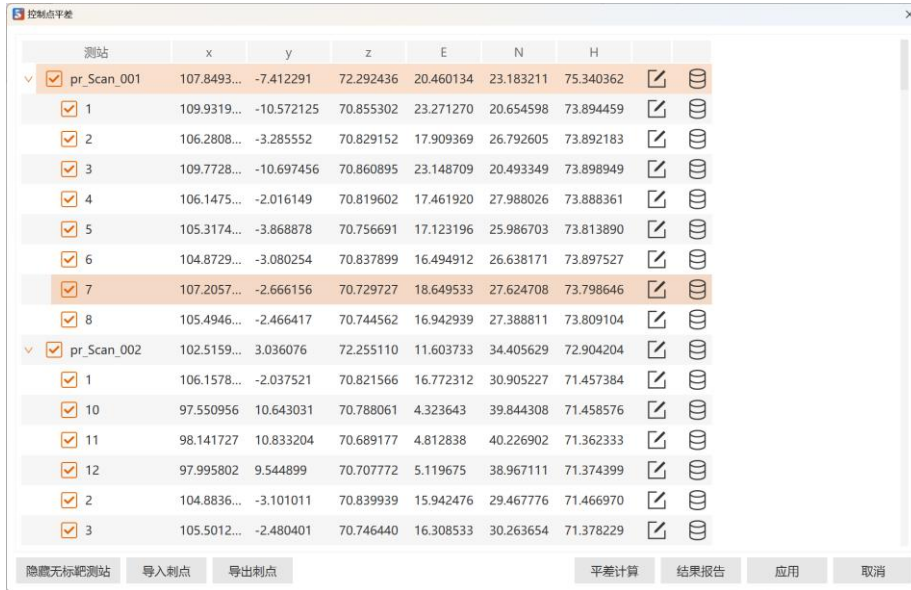 控制点平差
测站 x y z E N H
pr_Scan_001 107.8493... -7.412291 72.292436 20.460134 23.183211 75.340362
1 109.9319... -10.572125 70.855302 23.271270 20.654598 73.894459
2 106.2808... -3.285552 70.829152 17.909369 26.792605 73.892183
3 109.7728... -10.697456 70.860895 23.148709 20.493349 73.898949
4 106.1475... -2.016149 70.819602 17.461920 27.988026 73.888361
5 105.3174... -3.868878 70.756691 17.123196 25.986703 73.813890
6 104.8729... -3.080254 70.837899 16.494912 26.638171 73.897527
7 107.2057... -2.666156 70.729727 18.649533 27.624708 73.798646
8 105.4946... -2.466417 70.744562 16.942939 27.388811 73.809104
pr_Scan_002 102.5159... 3.036076 72.255110 11.603733 34.405629 72.904204
1 106.1578... -2.037521 70.821566 16.772312 30.905227 71.457384
10 97.550956 10.643031 70.788061 4.323643 39.844308 71.458576
11 98.141727 10.833204 70.689177 4.812838 40.226902 71.362333
12 97.995802 9.544899 70.707772 5.119675 38.967111 71.374399
2 104.8836... -3.101011 70.839939 15.942476 29.467776 71.466970
3 105.5012... -2.480401 70.746440 16.308533 30.263654 71.378229
隐藏无标靶测站 导入刺点 导出刺点 平差计算 结果报告 应用 取消